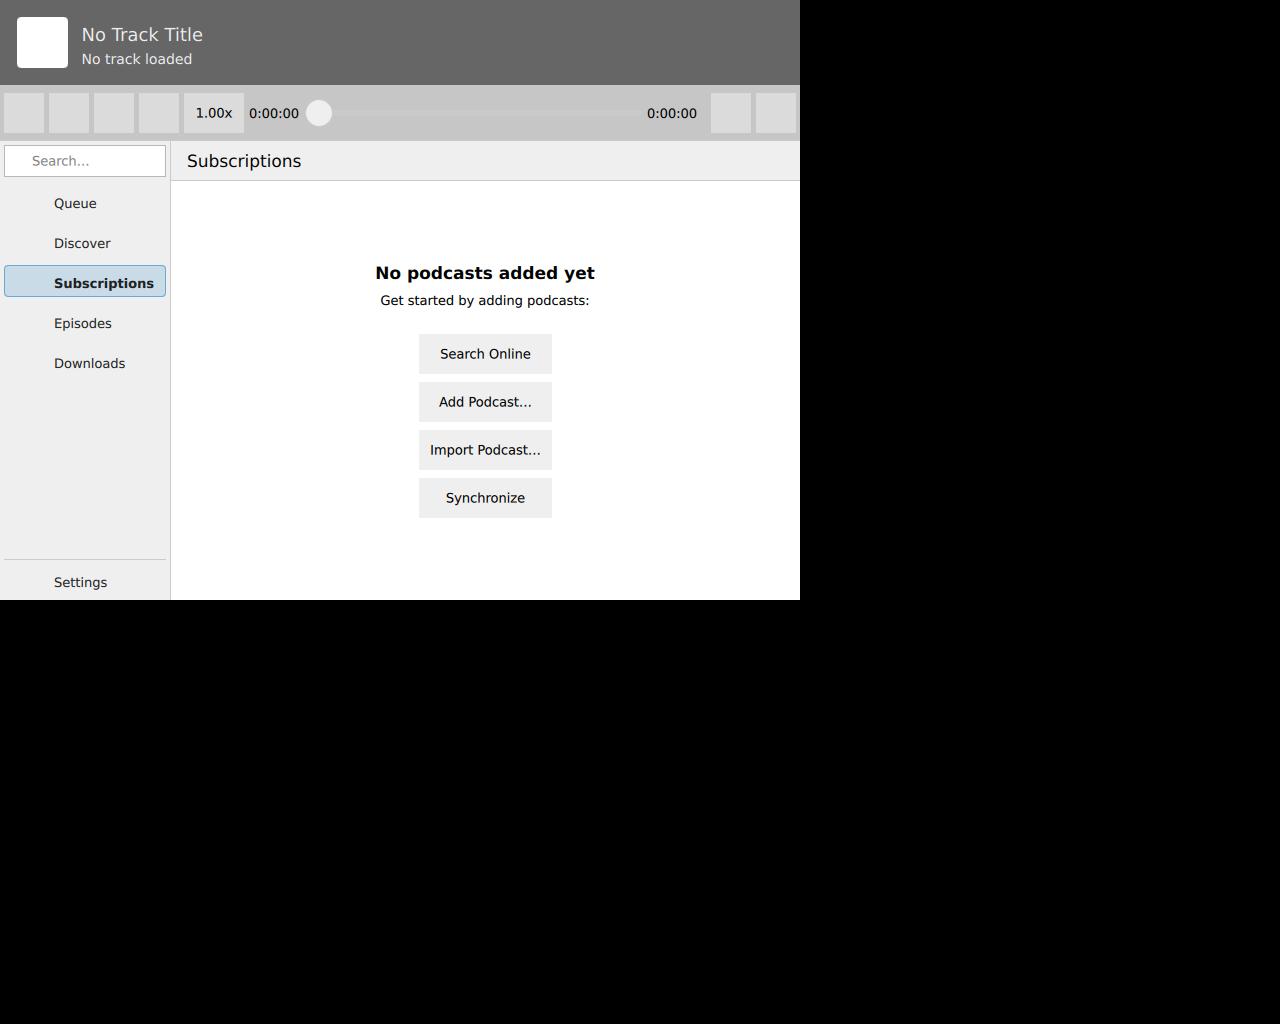 No Track Title
No track loaded
1.00x 0:00:00 0:00:00
Search...
Subscriptions
Queue
Discover
Subscriptions
Episodes
Downloads
Settings
No podcasts added yet
Get started by adding podcasts:
Search Online
Add Podcast...
Import Podcast...
Synchronize